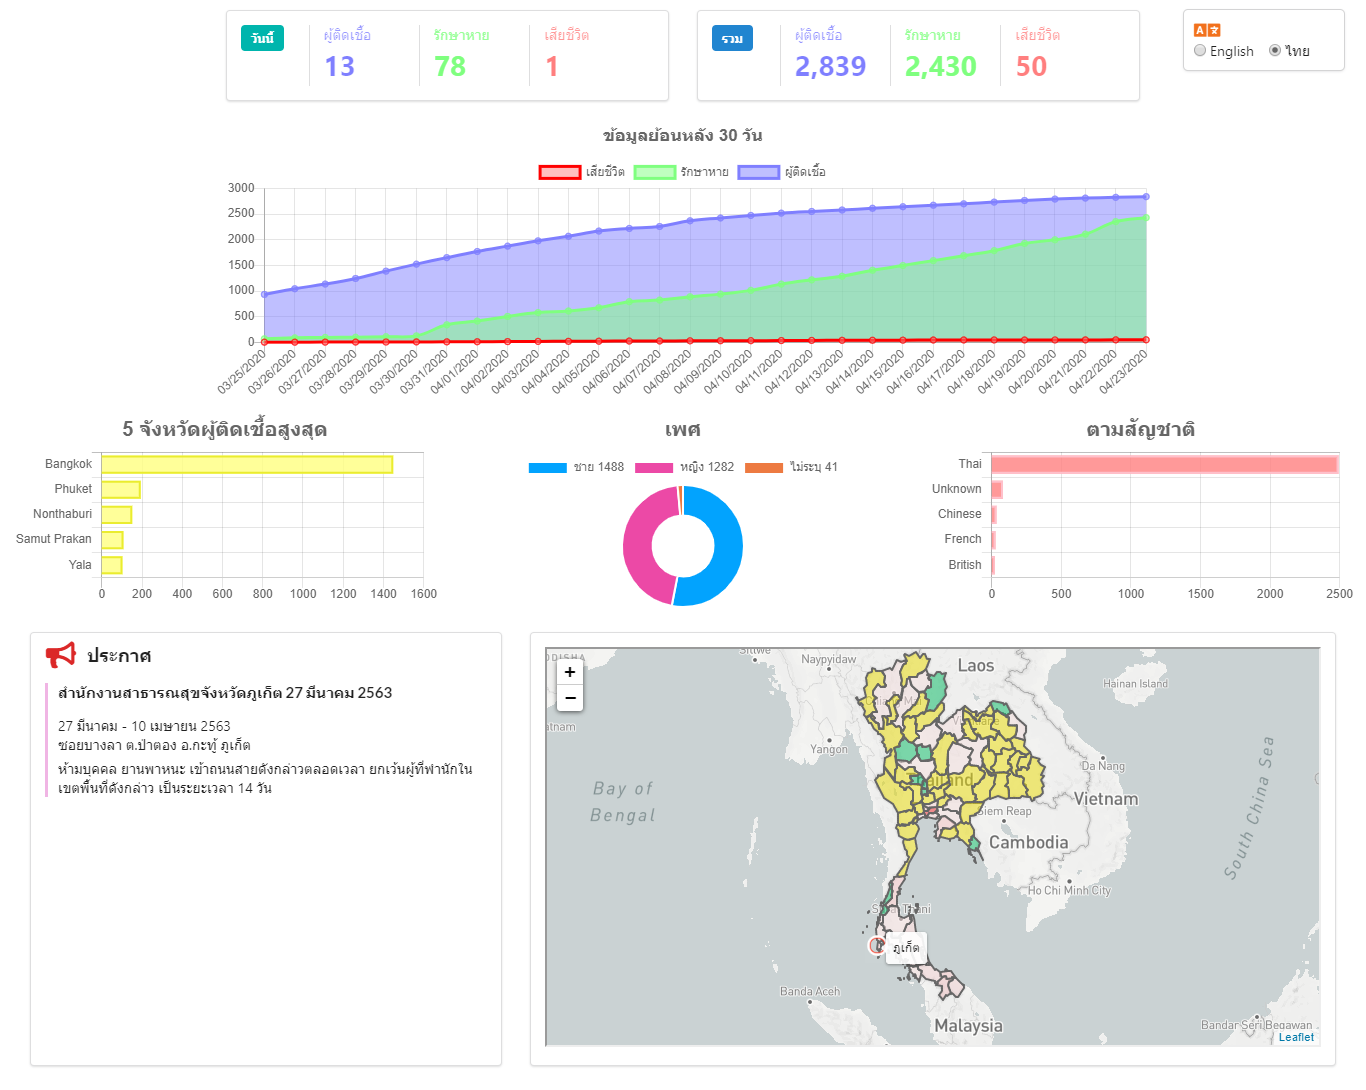 วันนี้
ผู้ติดเชื้อ
13
รักษาหาย
78
เสียชีวิต
1
รวม
ผู้ติดเชื้อ
2,839
รักษาหาย
2,430
เสียชีวิต
50
English
ไทย
ข้อมูลย้อนหลัง 30 วัน
เสียชีวิต
รักษาหาย
ผู้ติดเชื้อ
3000
2500
2000
1500
1000
500
0
03/25/2020
03/26/2020
03/27/2020
03/28/2020
03/29/2020
03/30/2020
03/31/2020
04/01/2020
04/02/2020
04/03/2020
04/04/2020
04/05/2020
04/06/2020
04/07/2020
04/08/2020
04/09/2020
04/10/2020
04/11/2020
04/12/2020
04/13/2020
04/14/2020
04/15/2020
04/16/2020
04/17/2020
04/18/2020
04/19/2020
04/20/2020
04/21/2020
04/22/2020
04/23/2020
5 จังหวัดผู้ติดเชื้อสูงสุด
Bangkok
Phuket
Nonthaburi
Samut Prakan
Yala
0 200 400 600 800 1000 1200 1400 1600
เพศ
ชาย 1488
หญิง 1282
ไม่ระบุ 41
ตามสัญชาติ
Thai
Unknown
Chinese
French
British
0 500 1000 1500 2000 2500
ประกาศ
สำนักงานสาธารณสุขจังหวัดภูเก็ต 27 มีนาคม 2563
27 มีนาคม - 10 เมษายน 2563
ซอยบางลา ต.ป่าตอง อ.กะทู้ ภูเก็ต
ห้ามบุคคล ยานพาหนะ เข้าถนนสายดังกล่าวตลอดเวลา ยกเว้นผู้ที่พำนักใน
เขตพื้นที่ดังกล่าว เป็นระยะเวลา 14 วัน
+
−
Sittwe
Naypyidaw
Laos
Hainan Island
Yangon
Da Nang
Thailand
Vietnam
Bay of
Bengal
Siem Reap
Cambodia
South China Sea
Ho Chi Minh City
ภูเก็ต
Banda Aceh
Malaysia
Bandar Seri Begawan
Leaflet